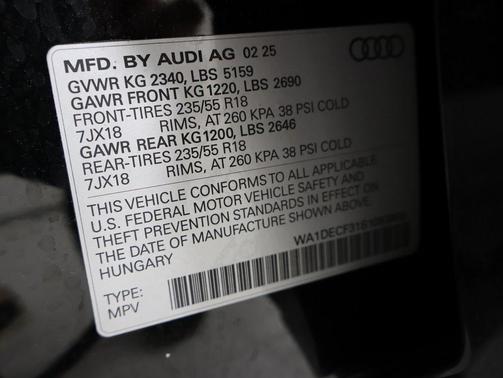 MFD. BY AUDI AG 02 25
GVWR KG 2340, LBS 5159
GAWR FRONT KG 1220, LBS 2690
FRONT-TIRES 235/55 R18
7JX18 RIMS, AT 260 KPA 38 PSI COLD
GAWR REAR KG1200, LBS 2646
REAR-TIRES 235/55 R18
7JX18 RIMS, AT 260 KPA 38 PSI COLD
THIS VEHICLE CONFORMS TO ALL APPLICABLE
U.S. FEDERAL MOTOR VEHICLE SAFETY AND
THEFT PREVENTION STANDARDS IN EFFECT ON
THE DATE OF MANUFACTURE SHOWN ABOVE.
HUNGARY
TYPE:
MPV